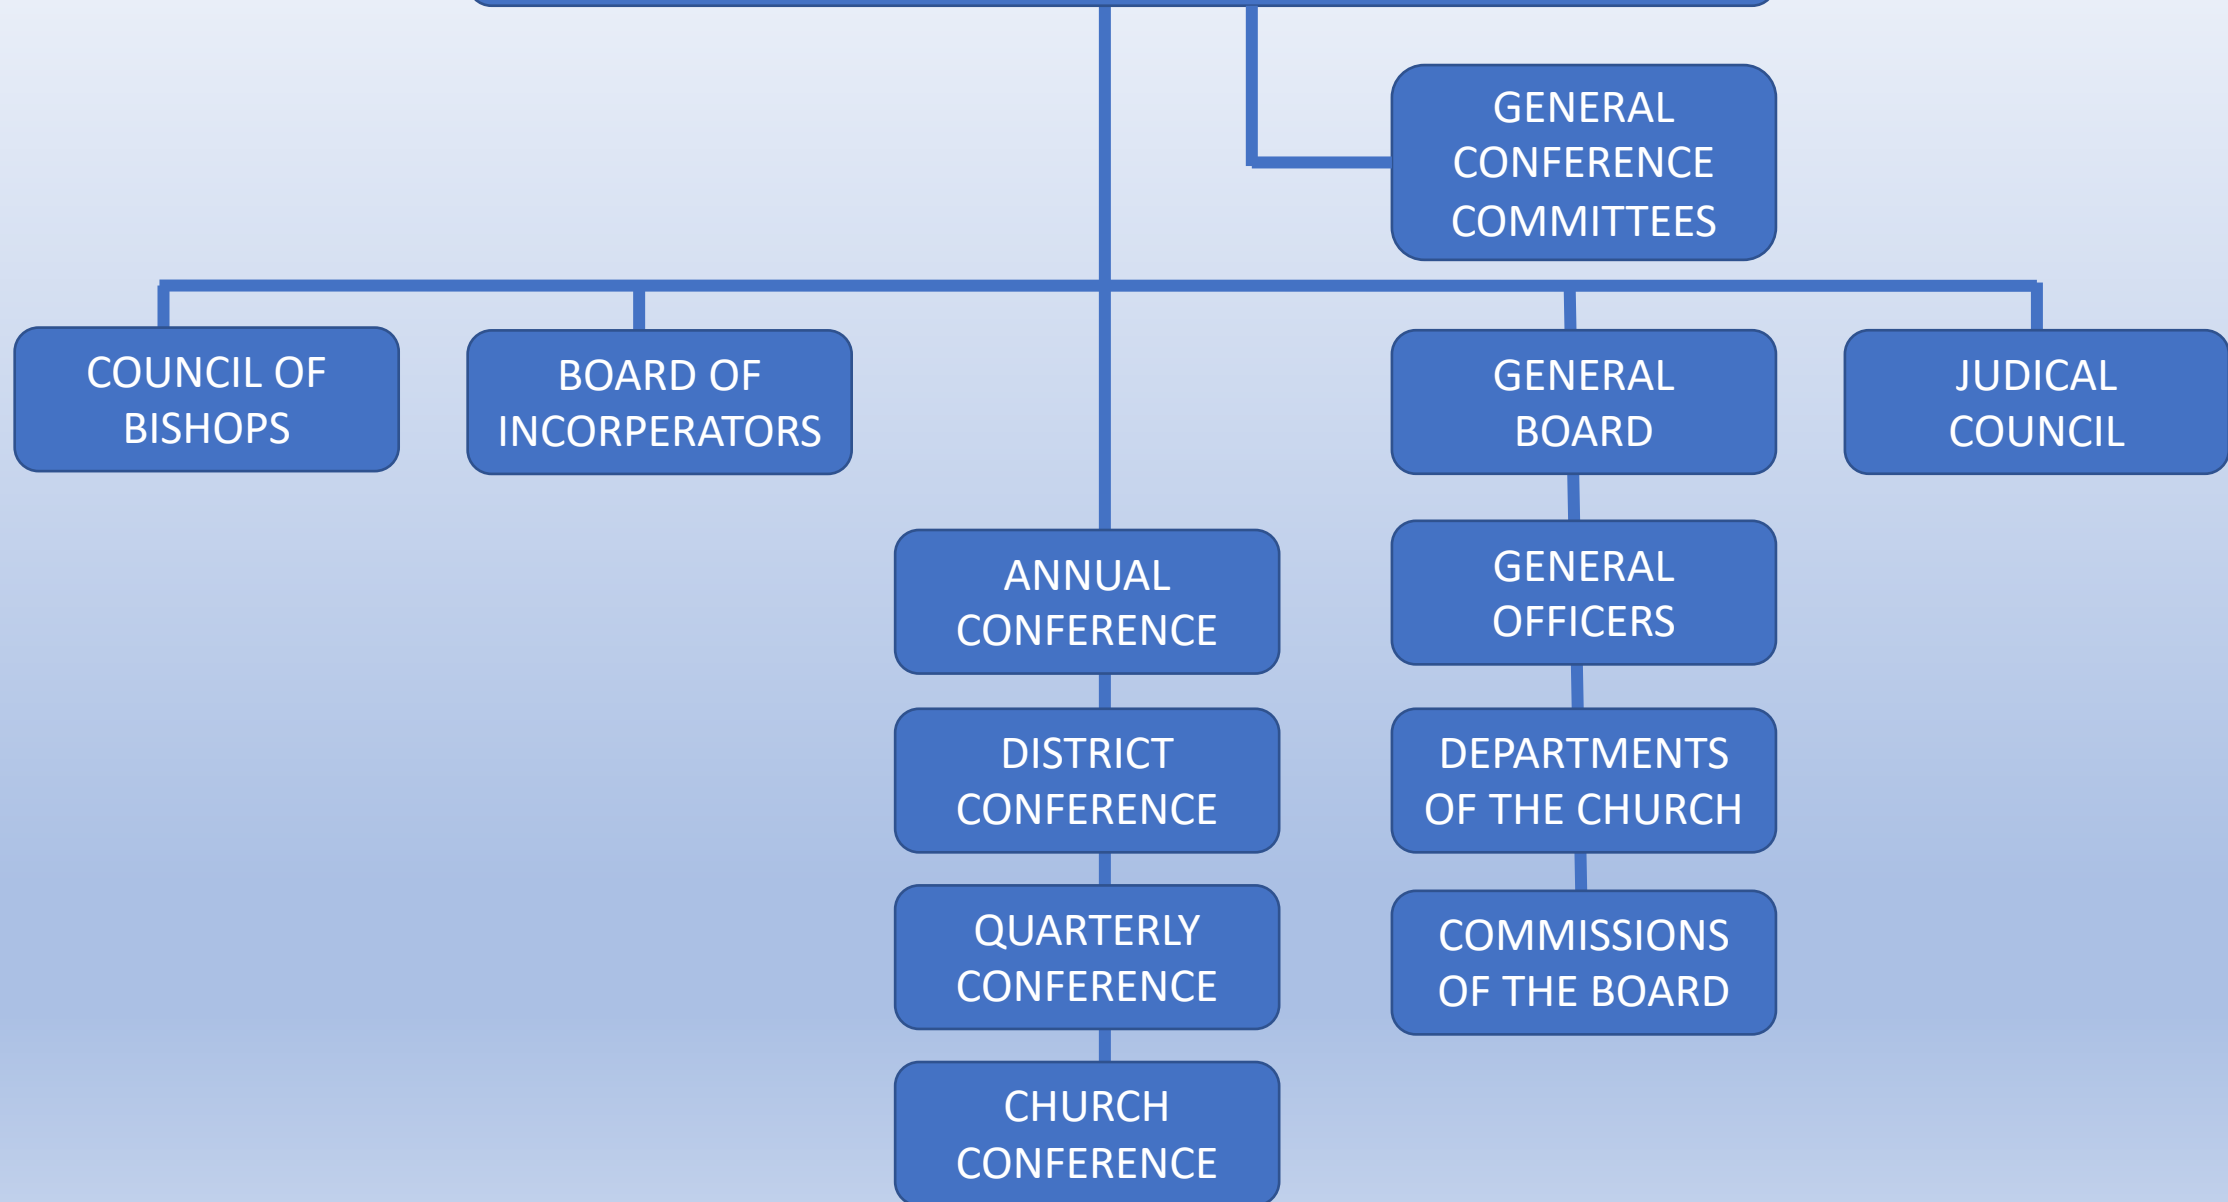 GENERAL
CONFERENCE
COMMITTEES
COUNCIL OF
BISHOPS
BOARD OF
INCORPERATORS
GENERAL
BOARD
JUDICAL
COUNCIL
ANNUAL
CONFERENCE
GENERAL
OFFICERS
DISTRICT
CONFERENCE
DEPARTMENTS
OF THE CHURCH
QUARTERLY
CONFERENCE
COMMISSIONS
OF THE BOARD
CHURCH
CONFERENCE